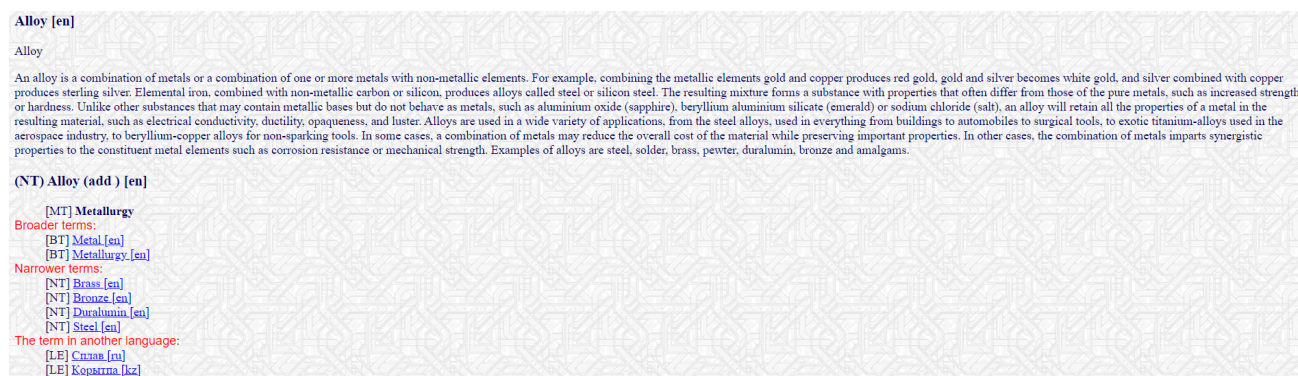 Alloy [en]
Alloy
An alloy is a combination of metals or a combination of one or more metals with non-metallic elements. For example, combining the metallic elements gold and copper produces red gold, gold and silver becomes white gold, and silver combined with copper
produces sterling silver. Elemental iron, combined with non-metallic carbon or silicon, produces alloys called steel or silicon steel. The resulting mixture forms a substance with properties that often differ from those of the pure metals, such as increased strength
or hardness. Unlike other substances that may contain metallic bases but do not behave as metals, such as aluminium oxide (sapphire), beryllium aluminium silicate (emerald) or sodium chloride (salt), an alloy will retain all the properties of a metal in the
resulting material, such as electrical conductivity, ductility, opaqueness, and luster. Alloys are used in a wide variety of applications, from the steel alloys, used in everything from buildings to automobiles to surgical tools, to exotic titanium-alloys used in the
aerospace industry, to beryllium-copper alloys for non-sparking tools. In some cases, a combination of metals may reduce the overall cost of the material while preserving important properties. In other cases, the combination of metals imparts synergistic
properties to the constituent metal elements such as corrosion resistance or mechanical strength. Examples of alloys are steel, solder, brass, pewter, duralumin, bronze and amalgams.
(NT) Alloy (add ) [en]
[MT] Metallurgy
Broader terms:
[BT] Metal [en]
[BT] Metallurgy [en]
Narrower terms:
[NT] Brass [en]
[NT] Bronze [en]
[NT] Duralumin [en]
[NT] Steel [en]
The term in another language:
[LE] Сплав [ru]
[LE] Корытпа [kz]